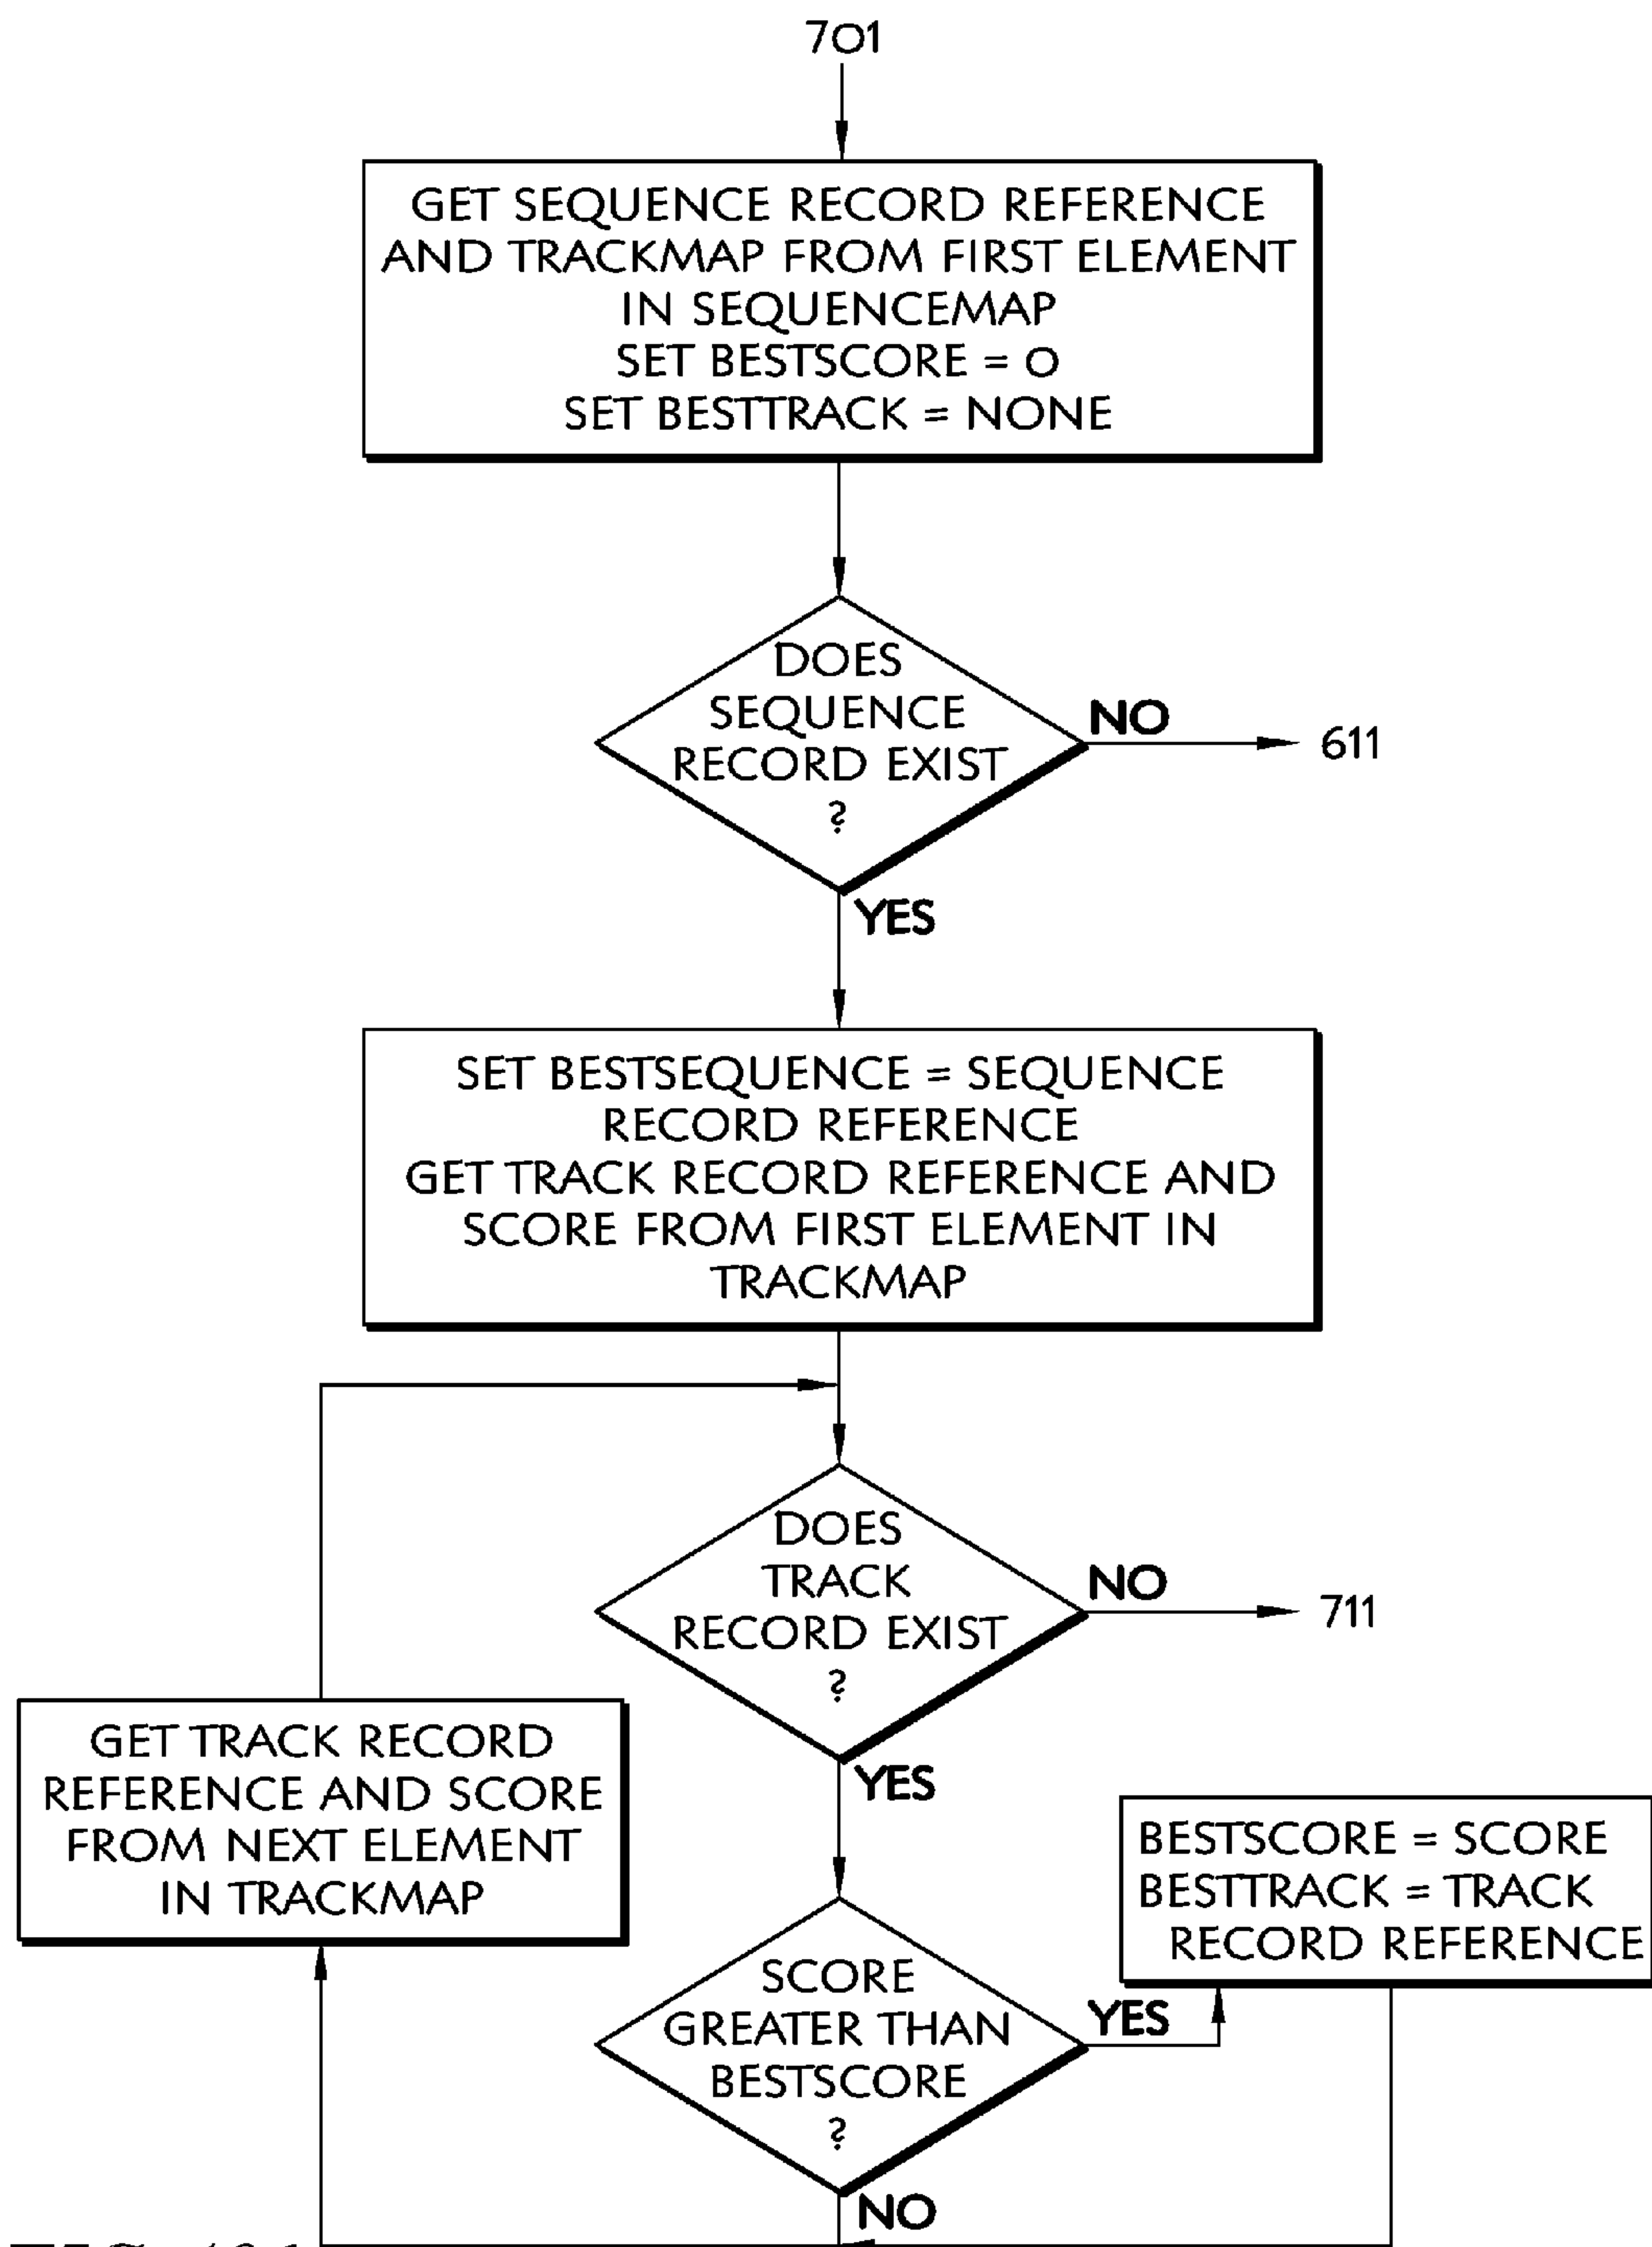 701
GET SEQUENCE RECORD REFERENCE
AND TRACKMAP FROM FIRST ELEMENT
IN SEQUENCEMAP
SET BESTSCORE = 0
SET BESTTRACK = NONE
DOES
SEQUENCE
RECORD EXIST
?
NO
611
YES
SET BESTSEQUENCE = SEQUENCE
RECORD REFERENCE
GET TRACK RECORD REFERENCE AND
SCORE FROM FIRST ELEMENT IN
TRACKMAP
DOES
TRACK
RECORD EXIST
?
NO
711
YES
GET TRACK RECORD
REFERENCE AND SCORE
FROM NEXT ELEMENT
IN TRACKMAP
BESTSCORE = SCORE
BESTTRACK = TRACK
RECORD REFERENCE
SCORE
GREATER THAN
BESTSCORE
?
YES
NO